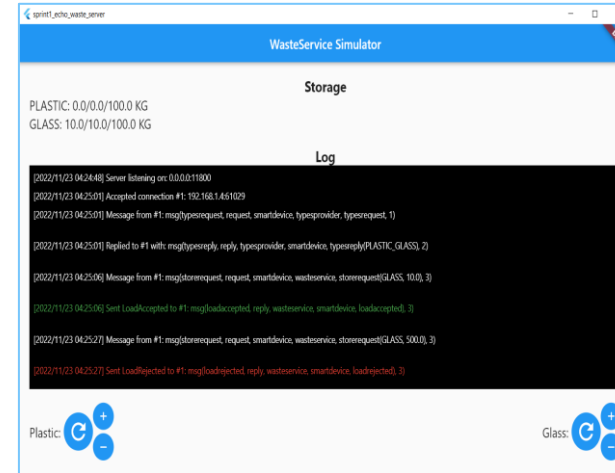 sprint1_echo_waste_server
WasteService Simulator
Storage
PLASTIC: 0.0/0.0/100.0 KG
GLASS: 10.0/10.0/100.0 KG
Log
[2022/11/23 04:24:48] Server listening on: 0.0.0.0:11800
[2022/11/23 04:25:01] Accepted connection #1: 192.168.1.4:61029
[2022/11/23 04:25:01] Message from #1: msg(typesrequest, request, smartdevice, typesprovider, typesrequest, 1)
[2022/11/23 04:25:01] Replied to #1 with: msg(typesreply, reply, typesprovider, smartdevice, typesreply(PLASTIC_GLASS), 2)
[2022/11/23 04:25:06] Message from #1: msg(storerequest, request, smartdevice, wasteservice, storerequest(GLASS, 10.0), 3)
[2022/11/23 04:25:06] Sent LoadAccepted to #1: msg(loadaccepted, reply, wasteservice, smartdevice, loadaccepted), 3)
[2022/11/23 04:25:27] Message from #1: msg(storerequest, request, smartdevice, wasteservice, storerequest(GLASS, 500.0), 3)
[2022/11/23 04:25:27] Sent LoadRejected to #1: msg(loadrejected, reply, wasteservice, smartdevice, loadrejected), 3)
Plastic: + −
Glass: + −